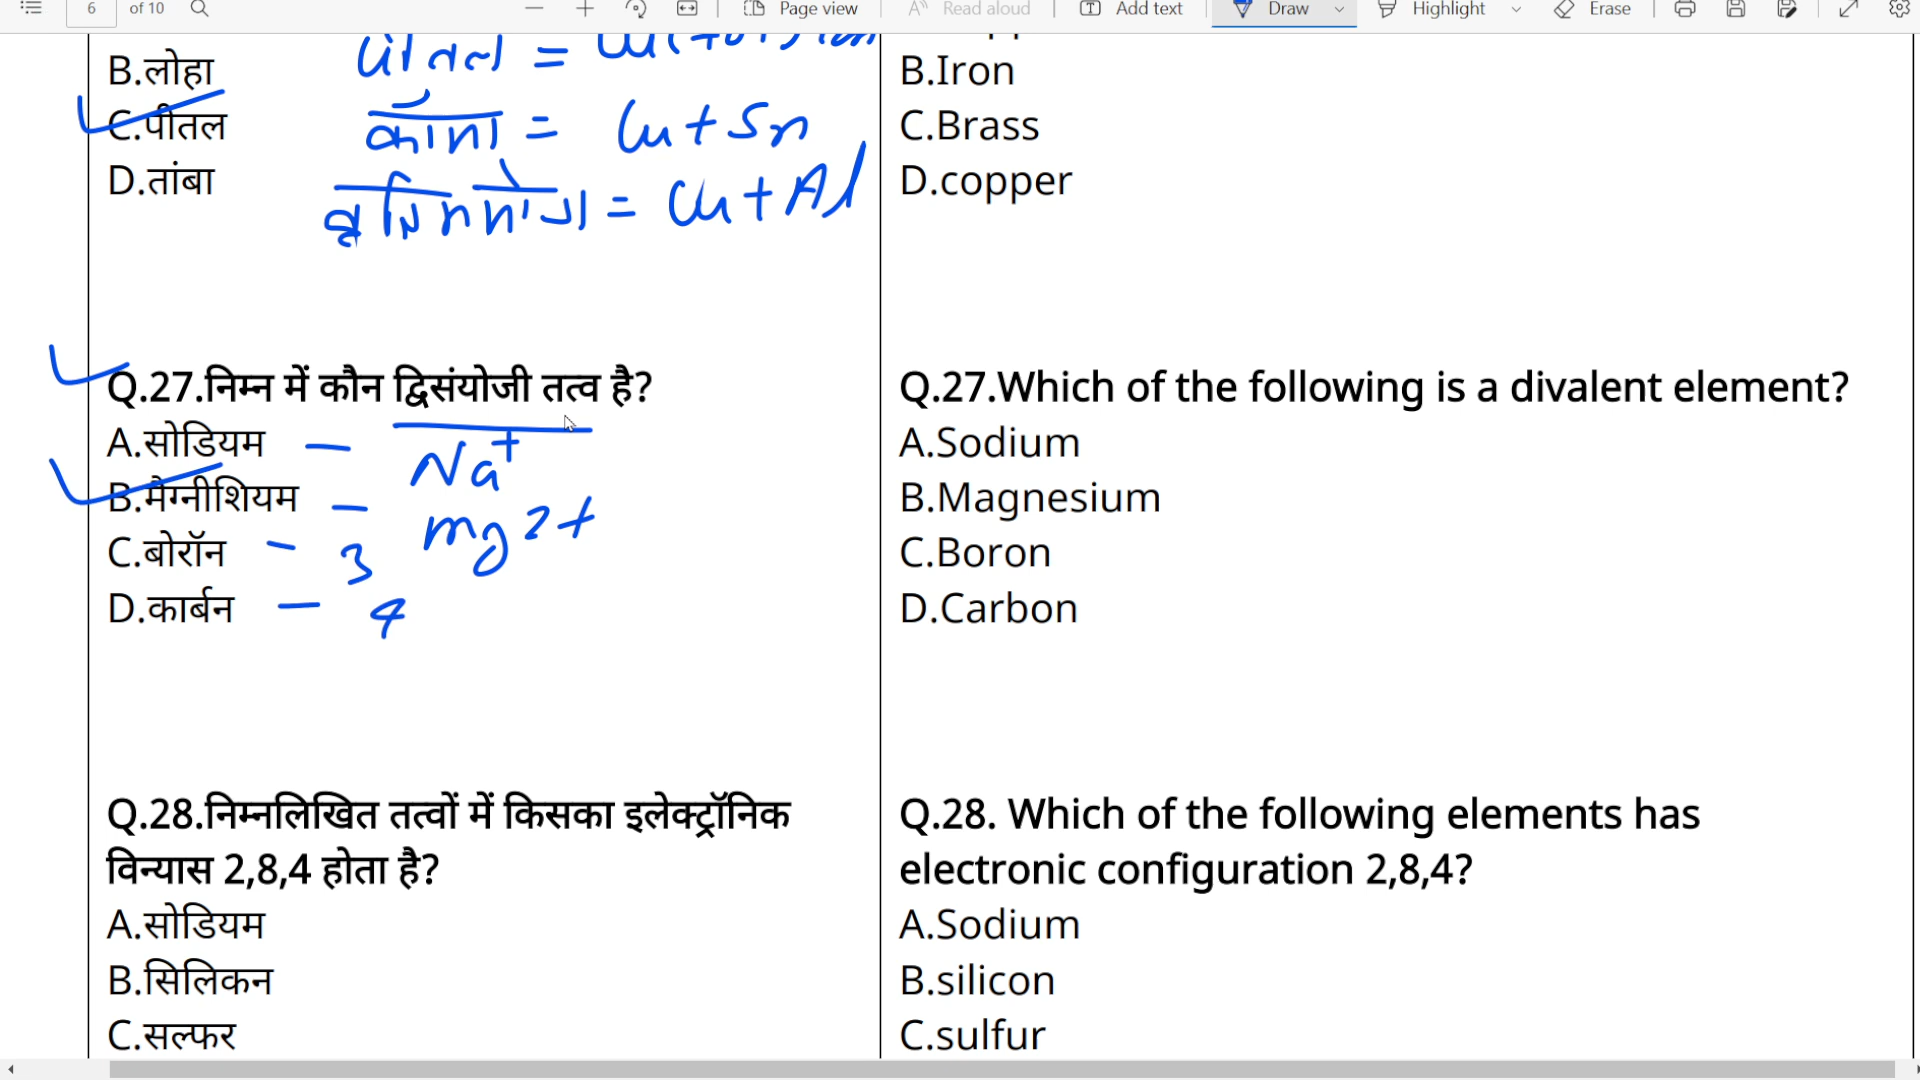 6 of 10 Page view Read aloud Add text Draw Highlight Erase
B.लोहा
C.पीतल
D.तांबा
पीतल =
कांसा = Cu + Sn
= Cu + Al
B.Iron
C.Brass
D.copper
Q.27.निम्न में कौन द्विसंयोजी तत्व है?
A.सोडियम – Na+
B.मैग्नीशियम – mg2+
C.बोरॉन – 3
D.कार्बन – 4
Q.27.Which of the following is a divalent element?
A.Sodium
B.Magnesium
C.Boron
D.Carbon
Q.28.निम्नलिखित तत्वों में किसका इलेक्ट्रॉनिक
विन्यास 2,8,4 होता है?
A.सोडियम
B.सिलिकन
C.सल्फर
Q.28. Which of the following elements has
electronic configuration 2,8,4?
A.Sodium
B.silicon
C.sulfur